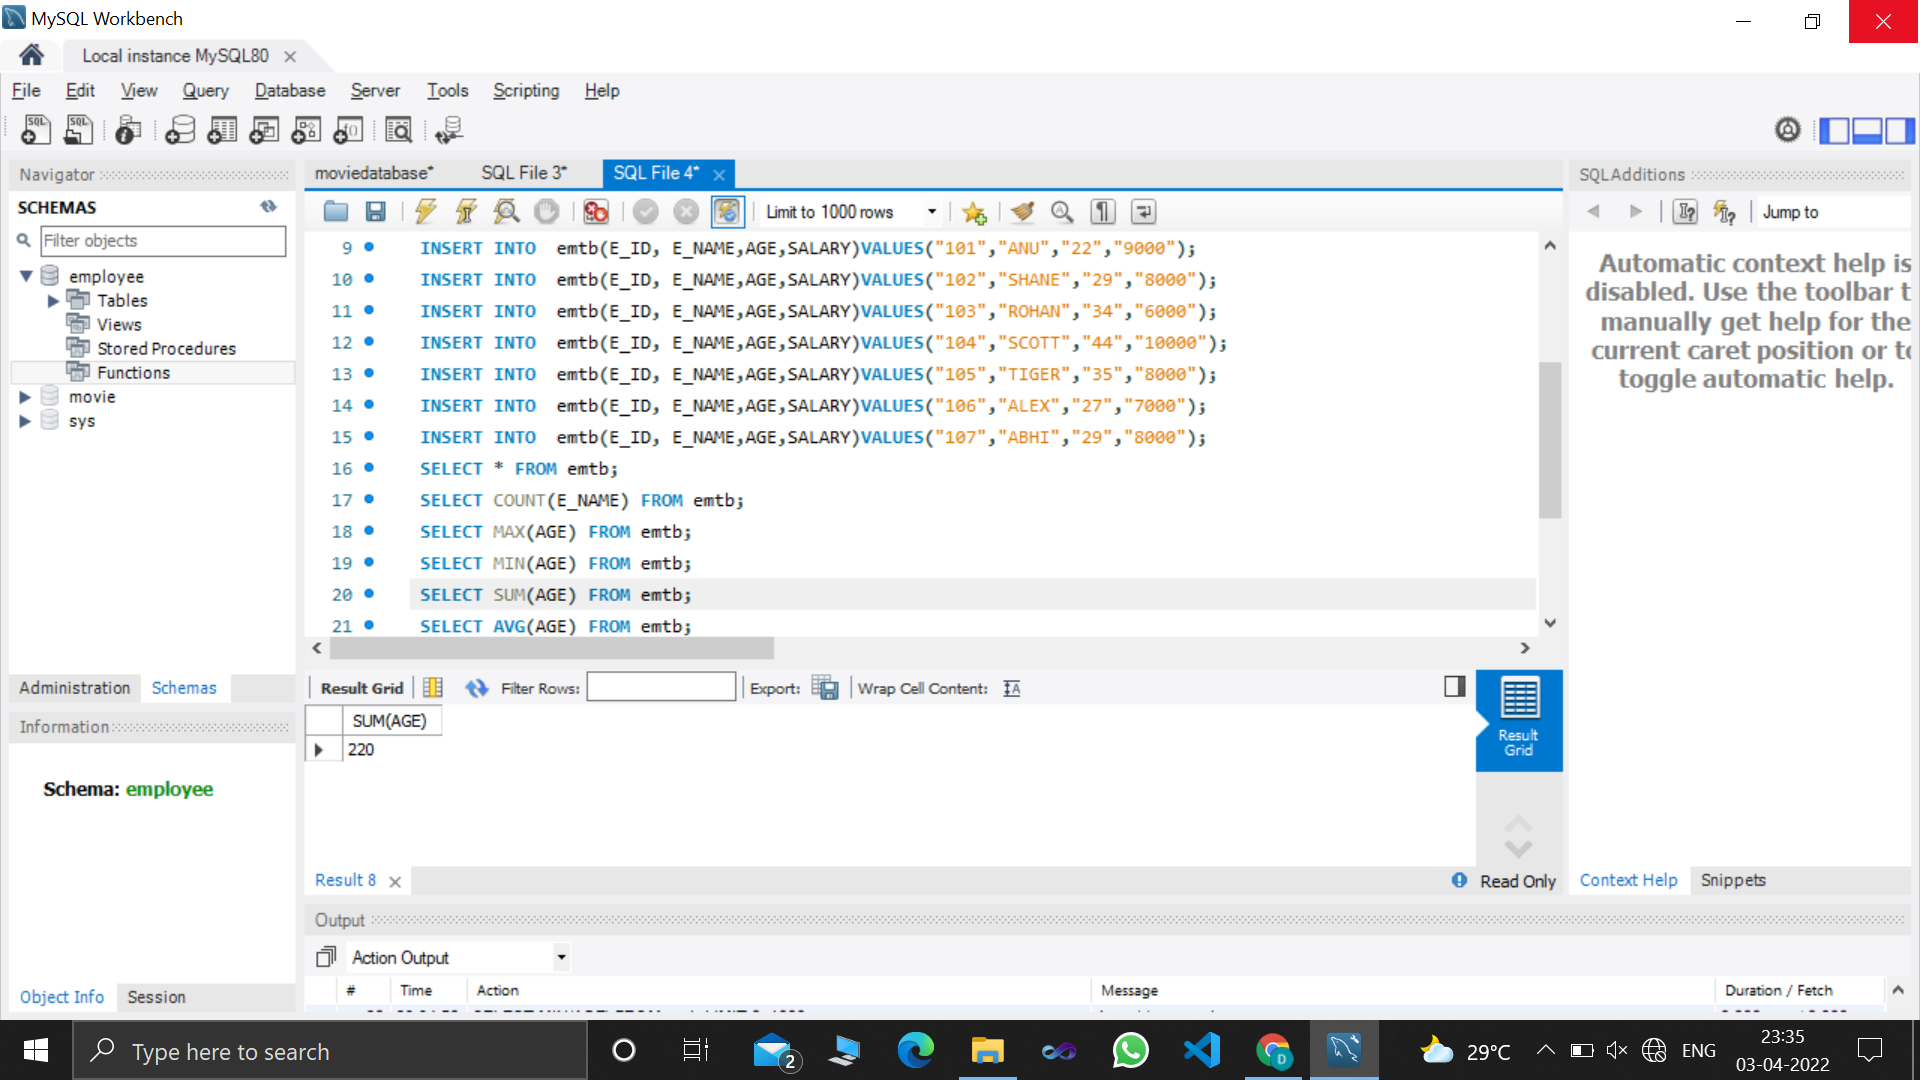 MySQL Workbench
Local instance MySQL80
File Edit View Query Database Server Tools Scripting Help
Navigator
SCHEMAS
Filter objects
employee
Tables
Views
Stored Procedures
Functions
movie
sys
Administration Schemas
Information
Schema: employee
Object Info Session
moviedatabase* SQL File 3* SQL File 4*
Limit to 1000 rows
9 INSERT INTO emtb(E_ID, E_NAME,AGE,SALARY)VALUES("101","ANU","22","9000");
10 INSERT INTO emtb(E_ID, E_NAME,AGE,SALARY)VALUES("102","SHANE","29","8000");
11 INSERT INTO emtb(E_ID, E_NAME,AGE,SALARY)VALUES("103","ROHAN","34","6000");
12 INSERT INTO emtb(E_ID, E_NAME,AGE,SALARY)VALUES("104","SCOTT","44","10000");
13 INSERT INTO emtb(E_ID, E_NAME,AGE,SALARY)VALUES("105","TIGER","35","8000");
14 INSERT INTO emtb(E_ID, E_NAME,AGE,SALARY)VALUES("106","ALEX","27","7000");
15 INSERT INTO emtb(E_ID, E_NAME,AGE,SALARY)VALUES("107","ABHI","29","8000");
16 SELECT * FROM emtb;
17 SELECT COUNT(E_NAME) FROM emtb;
18 SELECT MAX(AGE) FROM emtb;
19 SELECT MIN(AGE) FROM emtb;
20 SELECT SUM(AGE) FROM emtb;
21 SELECT AVG(AGE) FROM emtb;
Result Grid Filter Rows: Export: Wrap Cell Content:
SUM(AGE)
220
Result
Grid
Result 8
Read Only
SQLAdditions
Jump to
Automatic context help is
disabled. Use the toolbar t
manually get help for the
current caret position or to
toggle automatic help.
Context Help Snippets
Output
Action Output
# Time Action Message Duration / Fetch
Type here to search
2
D
29°C
ENG
23:35
03-04-2022